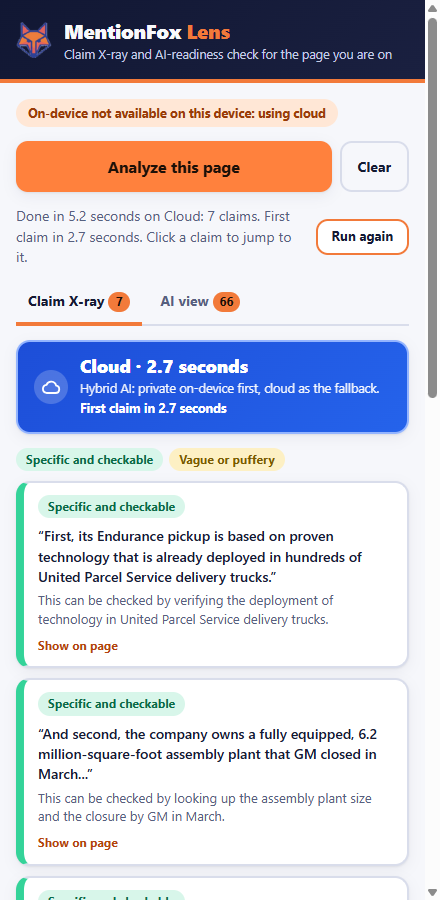 MentionFox Lens
Claim X-ray and AI-readiness check for the page you are on
On-device not available on this device: using cloud
Analyze this page
Clear
Done in 5.2 seconds on Cloud: 7 claims. First
claim in 2.7 seconds. Click a claim to jump to
it.
Run again
Claim X-ray 7
AI view 66
Cloud · 2.7 seconds
Hybrid AI: private on-device first, cloud as the fallback.
First claim in 2.7 seconds
Specific and checkable
Vague or puffery
Specific and checkable
“First, its Endurance pickup is based on proven
technology that is already deployed in hundreds of
United Parcel Service delivery trucks.”
This can be checked by verifying the deployment of
technology in United Parcel Service delivery trucks.
Show on page
Specific and checkable
“And second, the company owns a fully equipped, 6.2
million-square-foot assembly plant that GM closed in
March...”
This can be checked by looking up the assembly plant size
and the closure by GM in March.
Show on page